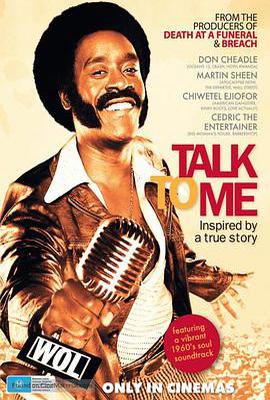 FROM THE
PRODUCERS OF
DEATH AT A FUNERAL &
BREACH
DON CHEADLE
MARTIN SHEEN
CHIWETEL EJIOFOR
CEDRIC THE
ENTERTAINER
TALK
TO ME
Inspired by
a true story
featuring
a vibrant
1960's soul
soundtrack
WOL
ONLY IN CINEMAS